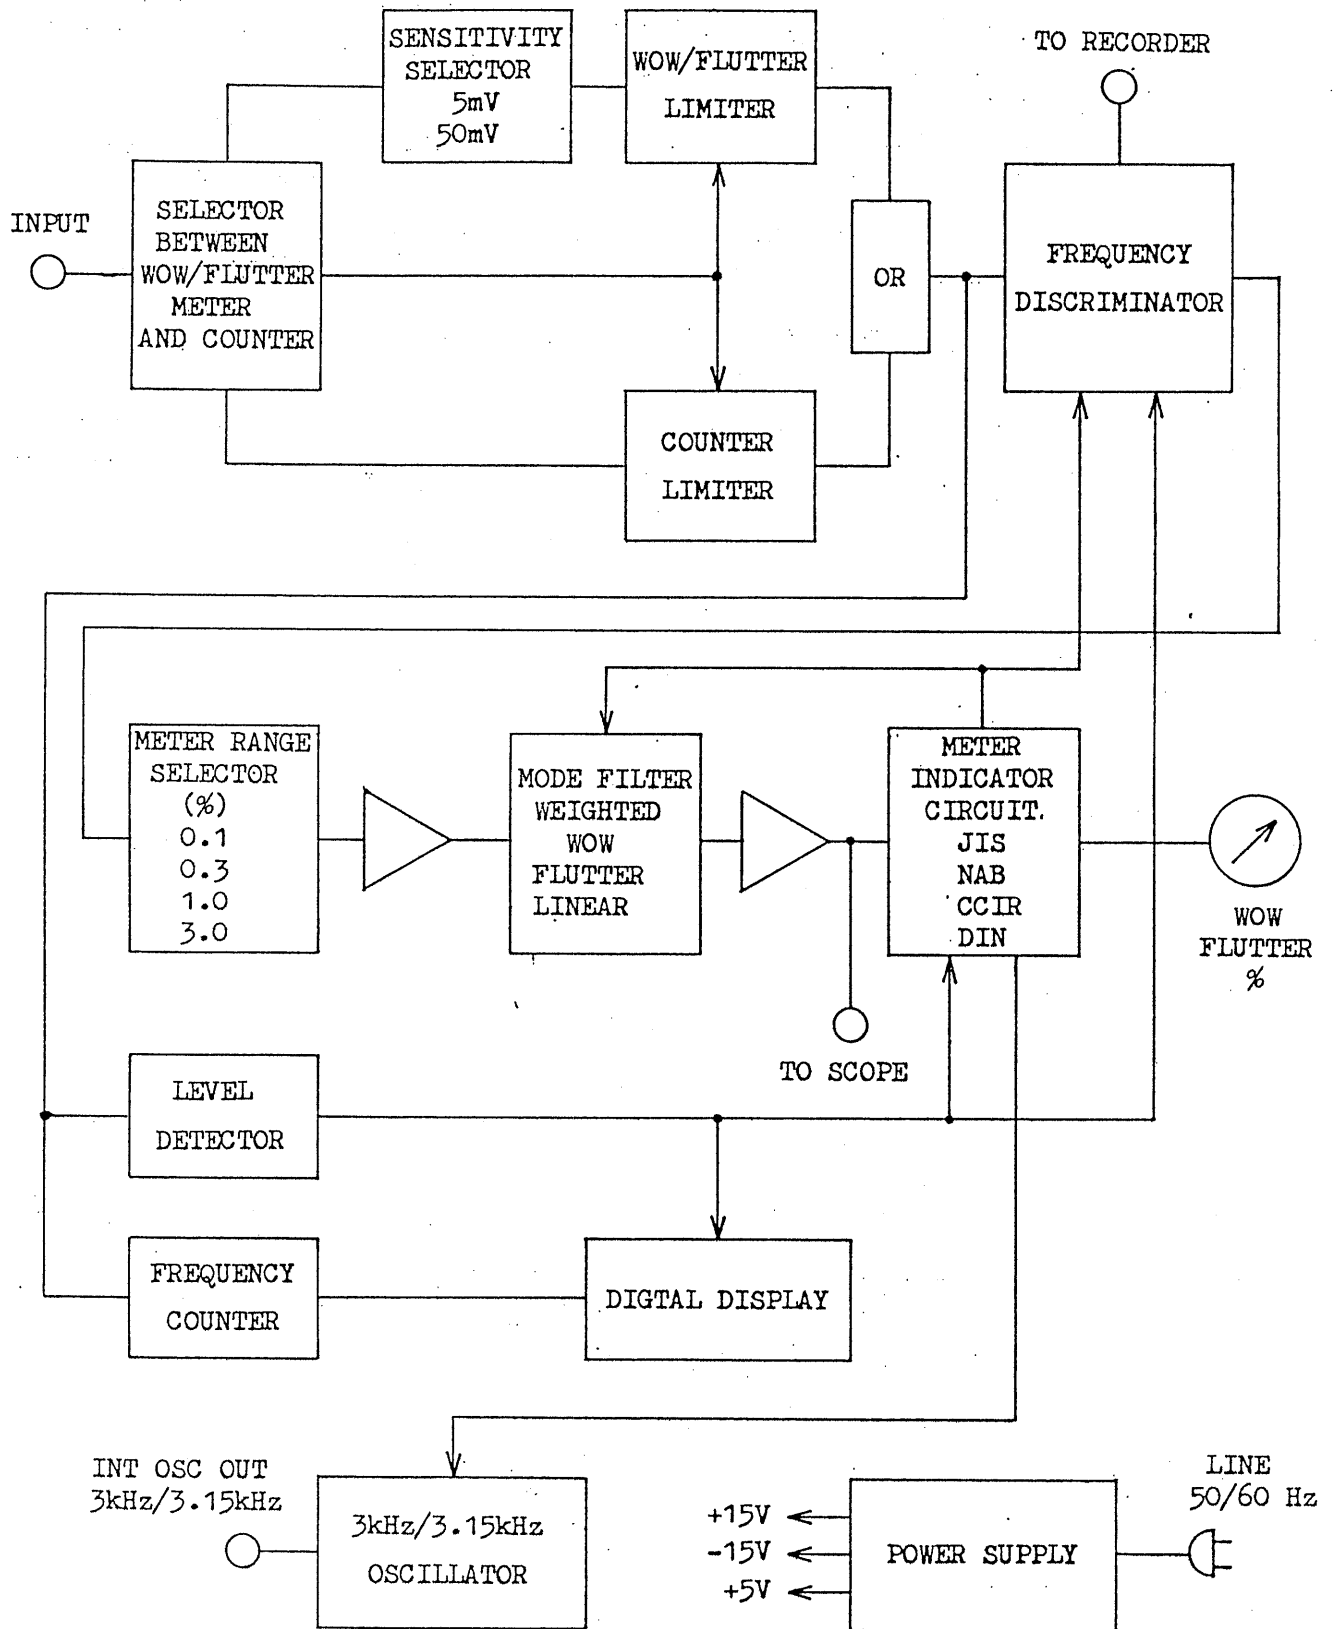 SENSITIVITY
SELECTOR
5mV
50mV
WOW/FLUTTER
LIMITER
TO RECORDER
INPUT
SELECTOR
BETWEEN
WOW/FLUTTER
METER
AND COUNTER
OR
FREQUENCY
DISCRIMINATOR
COUNTER
LIMITER
METER RANGE
SELECTOR
(%)
0.1
0.3
1.0
3.0
MODE FILTER
WEIGHTED
WOW
FLUTTER
LINEAR
METER
INDICATOR
CIRCUIT.
JIS
NAB
CCIR
DIN
WOW
FLUTTER
%
TO SCOPE
LEVEL
DETECTOR
FREQUENCY
COUNTER
DIGTAL DISPLAY
INT OSC OUT
3kHz/3.15kHz
3kHz/3.15kHz
OSCILLATOR
+15V
-15V
+5V
POWER SUPPLY
LINE
50/60 Hz